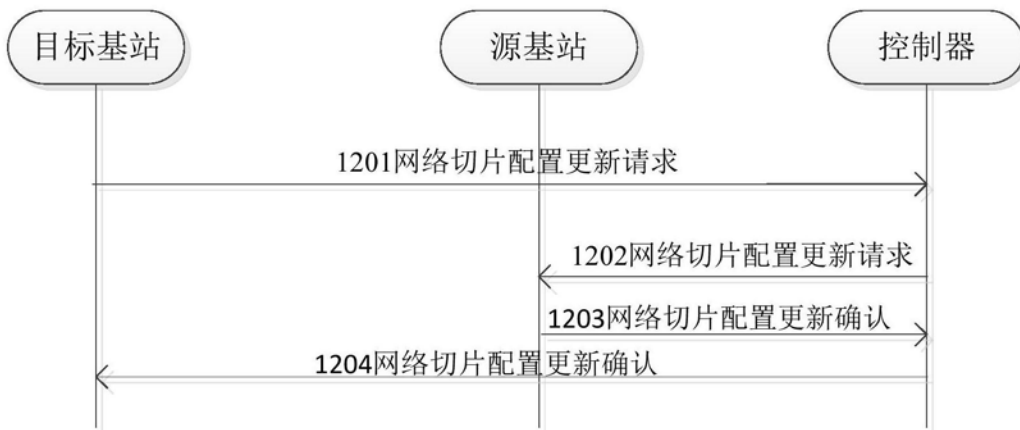 目标基站
源基站
控制器
1201网络切片配置更新请求
1202网络切片配置更新请求
1203网络切片配置更新确认
1204网络切片配置更新确认